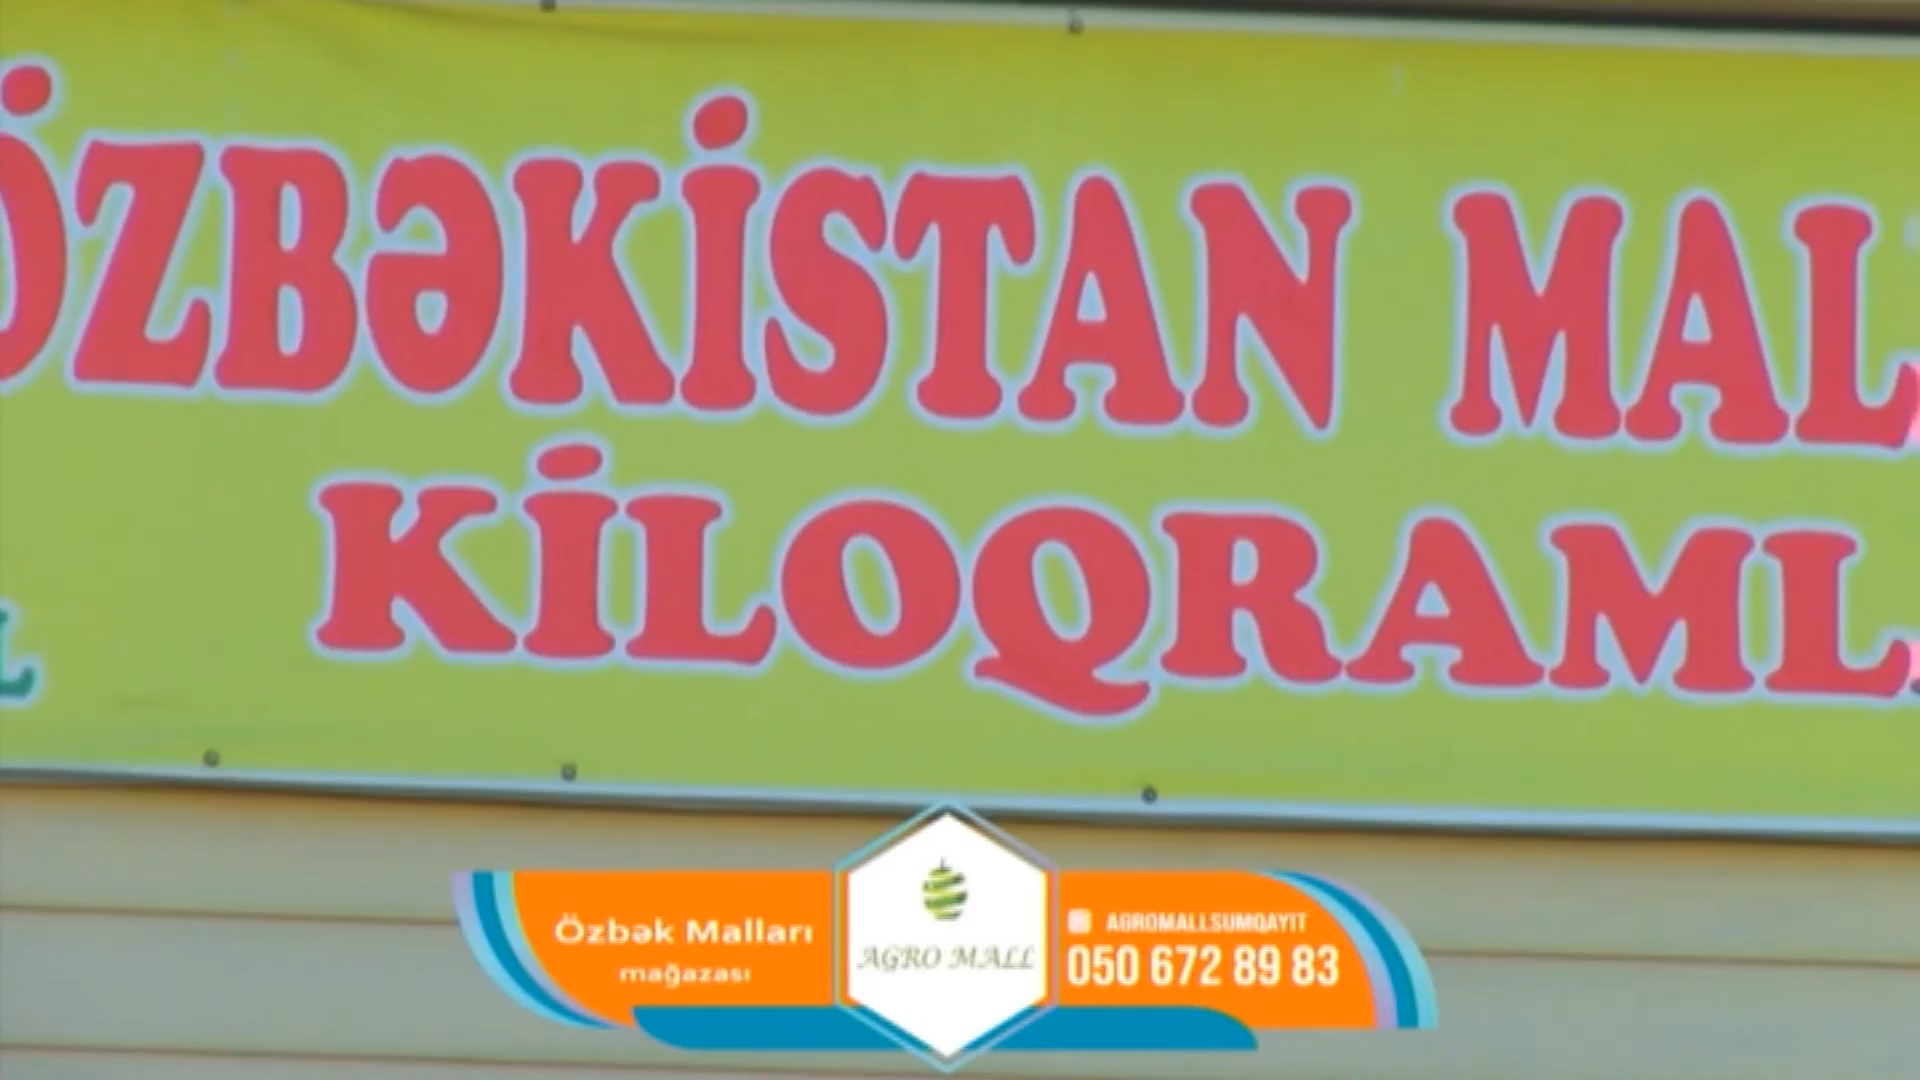 ÖZBƏKİSTAN MAL
KİLOQRAML
Özbək Malları
mağazası
AGRO MALL
AGROMALLSUMQAYIT
050 672 89 83